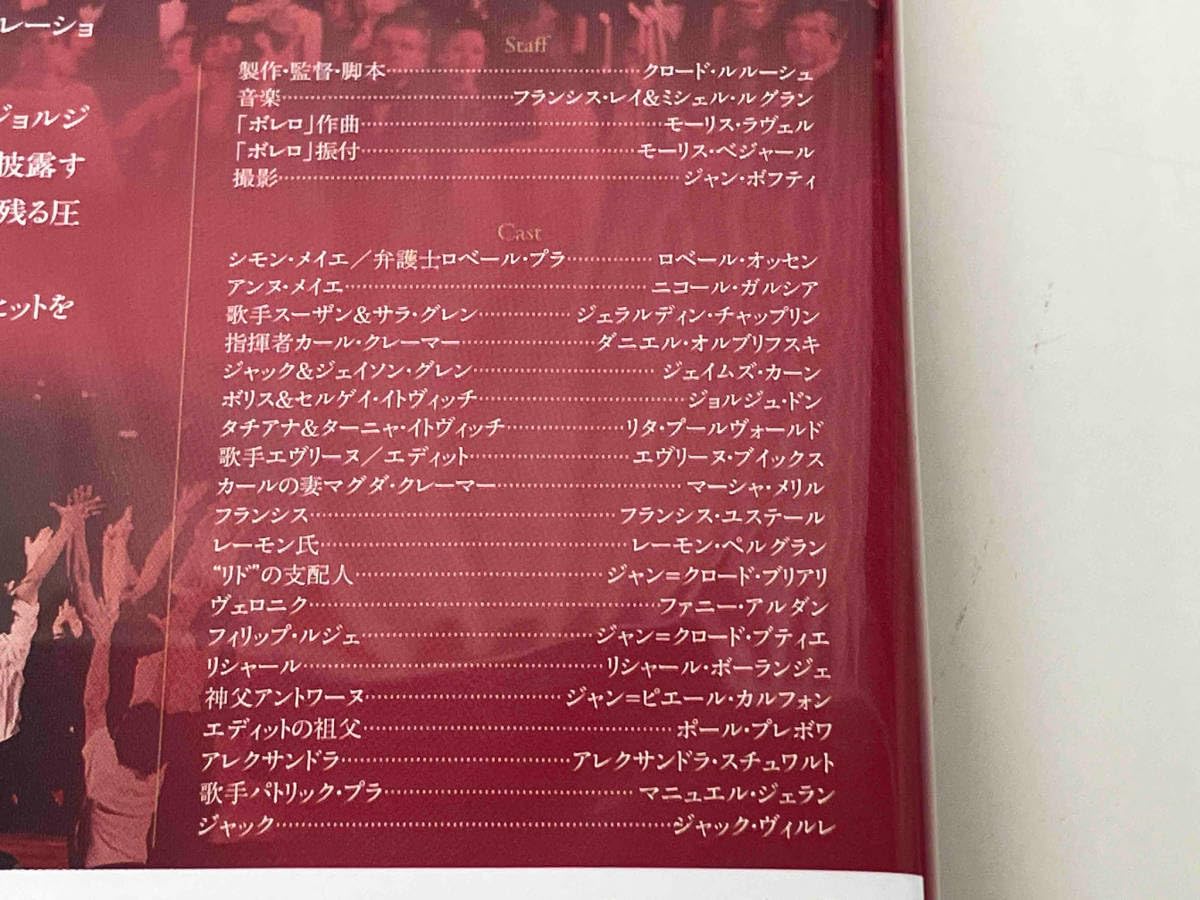 レーショ
ジョルジ
披露す
残る圧
ヒットを
Staff
製作・監督・脚本……クロード・ルルーシュ
音楽……フランシス・レイ&ミシェル・ルグラン
「ボレロ」作曲……モーリス・ラヴェル
「ボレロ」振付……モーリス・ベジャール
撮影……ジャン・ボフティ
Cast
シモン・メイエ／弁護士ロベール・プラ……ロベール・オッセン
アンヌ・メイエ……ニコール・ガルシア
歌手スーザン&サラ・グレン……ジェラルディン・チャップリン
指揮者カール・クレーマー……ダニエル・オルブリフスキ
ジャック&ジェイソン・グレン……ジェイムズ・カーン
ボリス&セルゲイ・イトヴィッチ……ジョルジュ・ドン
タチアナ&ターニャ・イトヴィッチ……リタ・プールヴォールド
歌手エヴリーヌ／エディット……エヴリーヌ・ブイックス
カールの妻マグダ・クレーマー……マーシャ・メリル
フランシス……フランシス・ユステール
レーモン氏……レーモン・ペルグラン
“リド”の支配人……ジャン=クロード・ブリアリ
ヴェロニク……ファニー・アルダン
フィリップ・ルジェ……ジャン=クロード・ブティエ
リシャール……リシャール・ボーランジェ
神父アントワーヌ……ジャン=ピエール・カルフォン
エディットの祖父……ポール・プレボワ
アレクサンドラ……アレクサンドラ・スチュワルト
歌手パトリック・プラ……マニュエル・ジェラン
ジャック……ジャック・ヴィルレ